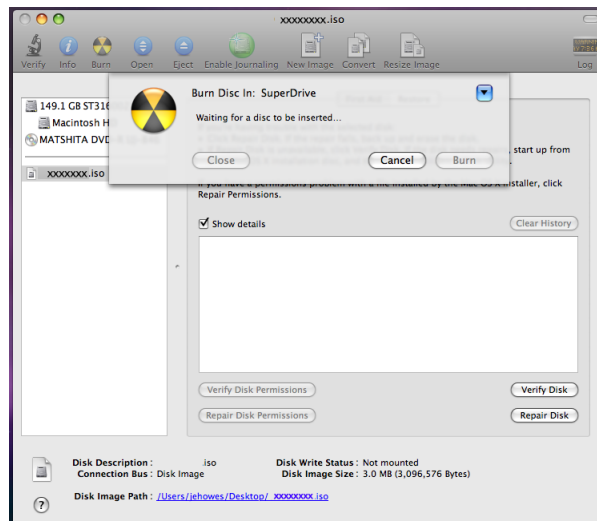 xxxxxxxx.iso
Verify Info Burn Open Eject Enable Journaling New Image Convert Resize Image Log
Burn Disc In: SuperDrive
Waiting for a disc to be inserted...
Close Cancel Burn
149.1 GB ST316
Macintosh H
MATSHITA DVD-R
xxxxxxx.iso
, start up from
If you have a permissions problem with a file installed by the Mac OS X installer, click
Repair Permissions.
Show details Clear History
Verify Disk Permissions Verify Disk
Repair Disk Permissions Repair Disk
Disk Description : .iso Disk Write Status : Not mounted
Connection Bus : Disk Image Disk Image Size : 3.0 MB (3,096,576 Bytes)
Disk Image Path : /Users/jehowes/Desktop/ xxxxxxxx.iso
?